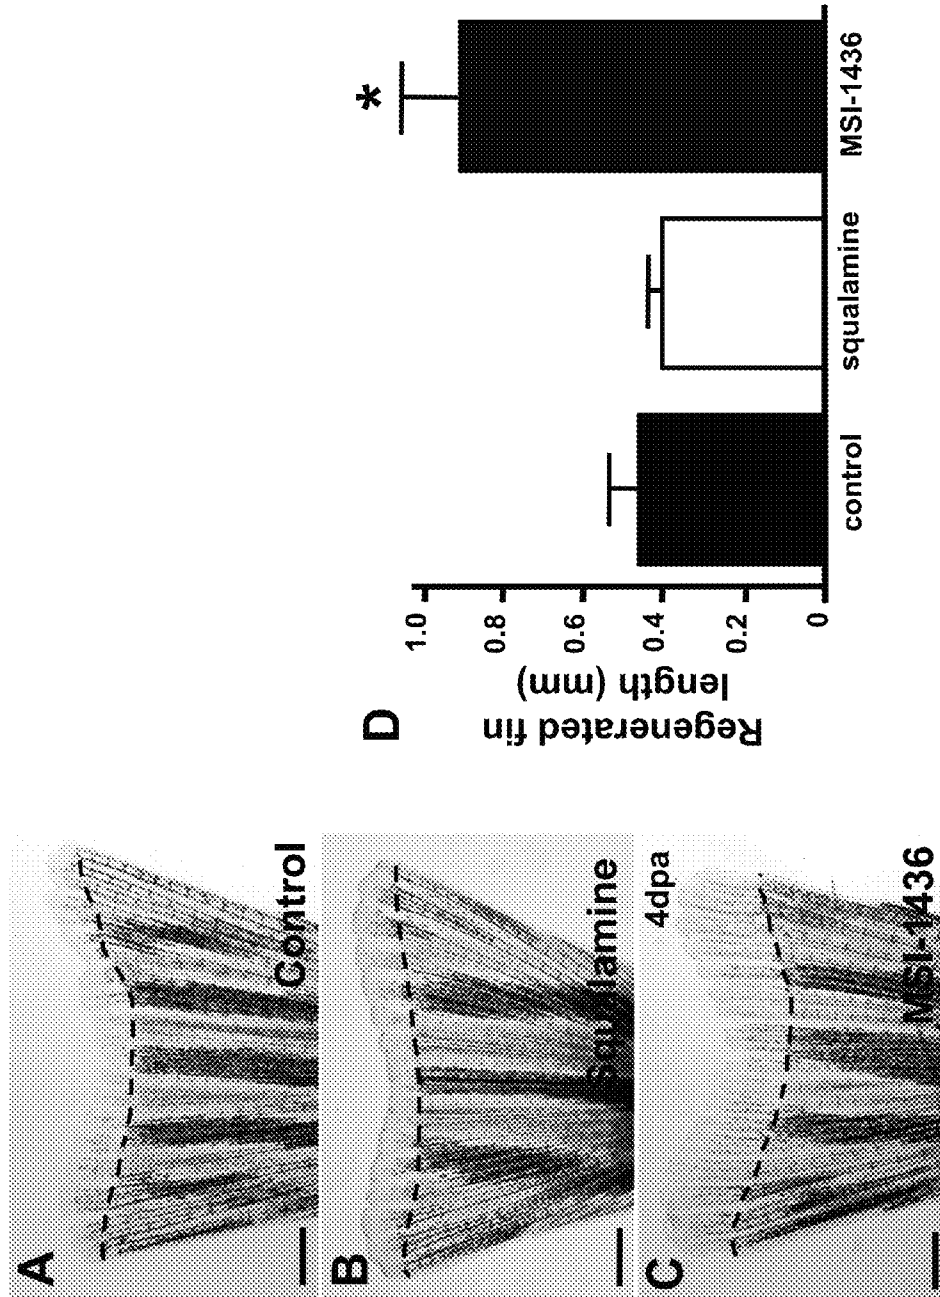 A
Control
B
Squalamine
C
4dpa
MSI-1436
D
Regenerated fin
length (mm)
1.0
0.8
0.6
0.4
0.2
0
*
control
squalamine
MSI-1436